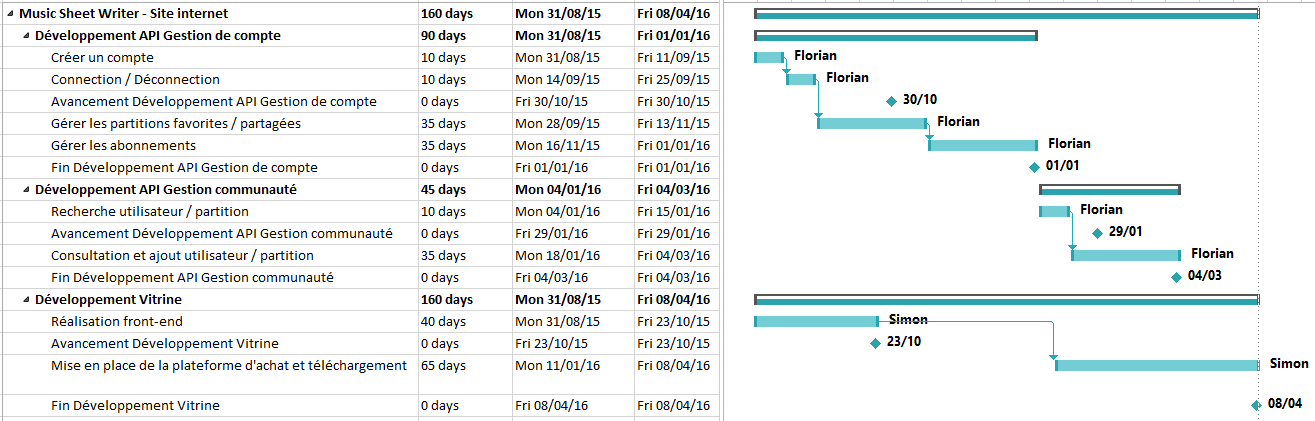 Music Sheet Writer - Site internet 160 days Mon 31/08/15 Fri 08/04/16
Développement API Gestion de compte 90 days Mon 31/08/15 Fri 01/01/16
Créer un compte 10 days Mon 31/08/15 Fri 11/09/15 Florian
Connection / Déconnection 10 days Mon 14/09/15 Fri 25/09/15 Florian
Avancement Développement API Gestion de compte 0 days Fri 30/10/15 Fri 30/10/15 30/10
Gérer les partitions favorites / partagées 35 days Mon 28/09/15 Fri 13/11/15 Florian
Gérer les abonnements 35 days Mon 16/11/15 Fri 01/01/16 Florian
Fin Développement API Gestion de compte 0 days Fri 01/01/16 Fri 01/01/16 01/01
Développement API Gestion communauté 45 days Mon 04/01/16 Fri 04/03/16
Recherche utilisateur / partition 10 days Mon 04/01/16 Fri 15/01/16 Florian
Avancement Développement API Gestion communauté 0 days Fri 29/01/16 Fri 29/01/16 29/01
Consultation et ajout utilisateur / partition 35 days Mon 18/01/16 Fri 04/03/16 Florian
Fin Développement API Gestion communauté 0 days Fri 04/03/16 Fri 04/03/16 04/03
Développement Vitrine 160 days Mon 31/08/15 Fri 08/04/16
Réalisation front-end 40 days Mon 31/08/15 Fri 23/10/15 Simon
Avancement Développement Vitrine 0 days Fri 23/10/15 Fri 23/10/15 23/10
Mise en place de la plateforme d'achat et téléchargement 65 days Mon 11/01/16 Fri 08/04/16 Simon
Fin Développement Vitrine 0 days Fri 08/04/16 Fri 08/04/16 08/04